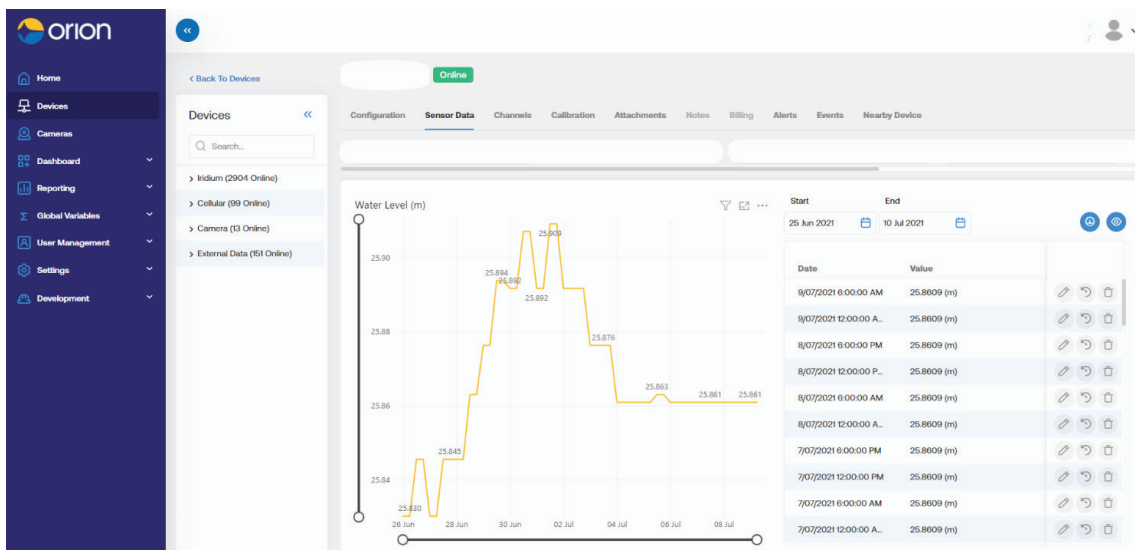 orion
Home
Devices
Cameras
Dashboard
Reporting
Global Variables
User Management
Settings
Development
Back To Devices
Devices
Search...
Iridium (2904 Online)
Cellular (99 Online)
Camera (13 Online)
External Data (151 Online)
Online
Configuration Sensor Data Channels Calibration Attachments Notes Billing Alerts Events Nearby Device
Water Level (m)
25.90
25.88
25.86
25.84
25.830
25.845
25.894
25.892
25.892
25.909
25.876
25.863
25.861
25.861
26 Jun 28 Jun 30 Jun 02 Jul 04 Jul 06 Jul 08 Jul
Start End
25 Jun 2021 10 Jul 2021
Date Value
9/07/2021 6:00:00 AM 25.8609 (m)
9/07/2021 12:00:00 A... 25.8609 (m)
8/07/2021 6:00:00 PM 25.8609 (m)
8/07/2021 12:00:00 P... 25.8609 (m)
8/07/2021 6:00:00 AM 25.8609 (m)
8/07/2021 12:00:00 A... 25.8609 (m)
7/07/2021 6:00:00 PM 25.8609 (m)
7/07/2021 12:00:00 PM 25.8609 (m)
7/07/2021 6:00:00 AM 25.8609 (m)
7/07/2021 12:00:00 A... 25.8609 (m)